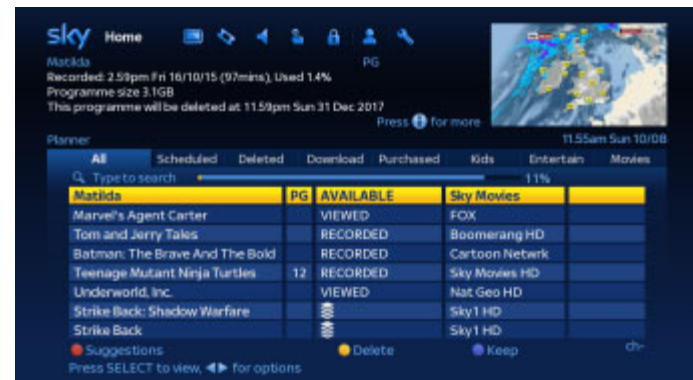 sky Home
Matilda PG
Recorded: 2.59pm Fri 16/10/15 (97mins), Used 1.4%
Programme size 3.1GB
This programme will be deleted at 11.59pm Sun 31 Dec 2017
Press i for more
Planner 11.55am Sun 10/08
All Scheduled Deleted Download Purchased Kids Entertain Movies
Type to search 11%
Matilda PG AVAILABLE Sky Movies
Marvel's Agent Carter VIEWED FOX
Tom and Jerry Tales RECORDED Boomerang HD
Batman: The Brave And The Bold RECORDED Cartoon Netwrk
Teenage Mutant Ninja Turtles 12 RECORDED Sky Movies HD
Underworld, Inc. VIEWED Nat Geo HD
Strike Back: Shadow Warfare Sky1 HD
Strike Back Sky1 HD
Suggestions Delete Keep ch-
Press SELECT to view, ◀▶ for options